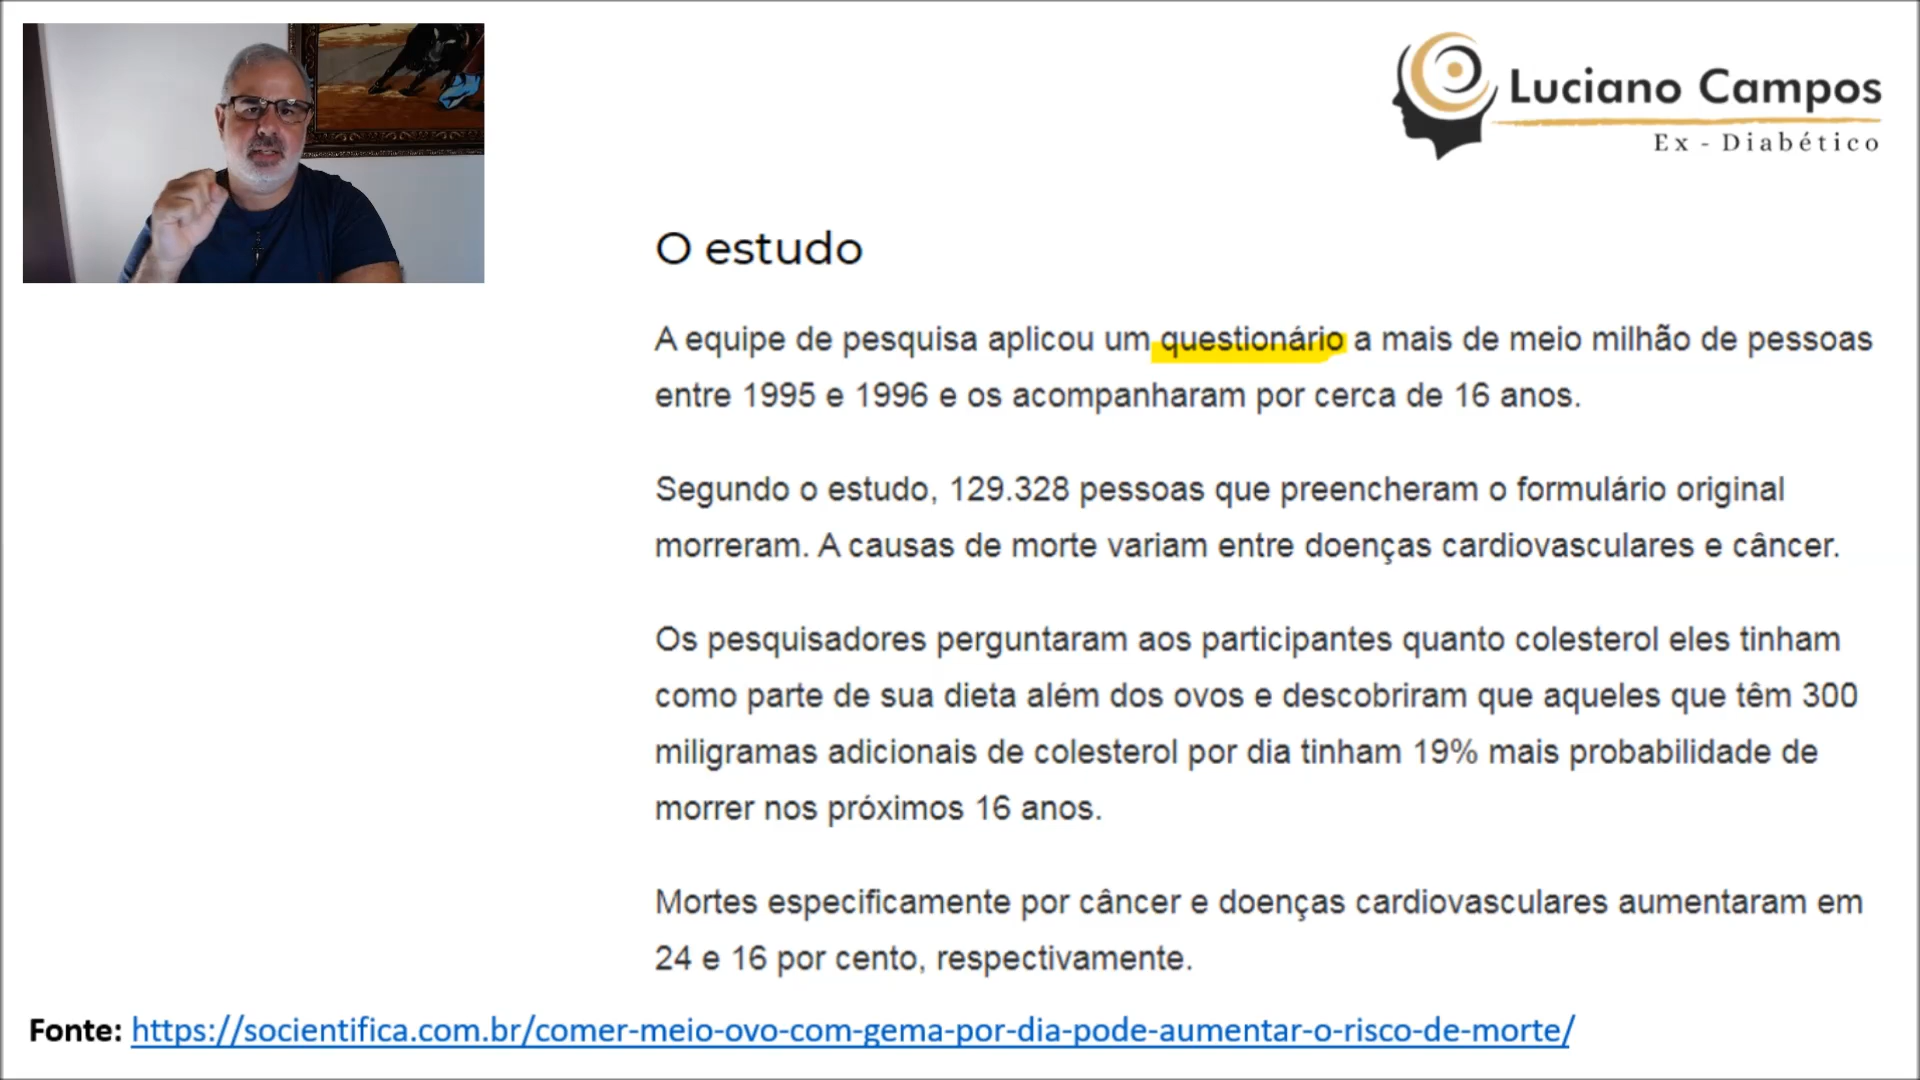 Luciano Campos
Ex - Diabético
O estudo
A equipe de pesquisa aplicou um questionário a mais de meio milhão de pessoas
entre 1995 e 1996 e os acompanharam por cerca de 16 anos.
Segundo o estudo, 129.328 pessoas que preencheram o formulário original
morreram. A causas de morte variam entre doenças cardiovasculares e câncer.
Os pesquisadores perguntaram aos participantes quanto colesterol eles tinham
como parte de sua dieta além dos ovos e descobriram que aqueles que têm 300
miligramas adicionais de colesterol por dia tinham 19% mais probabilidade de
morrer nos próximos 16 anos.
Mortes especificamente por câncer e doenças cardiovasculares aumentaram em
24 e 16 por cento, respectivamente.
Fonte: https://socientifica.com.br/comer-meio-ovo-com-gema-por-dia-pode-aumentar-o-risco-de-morte/